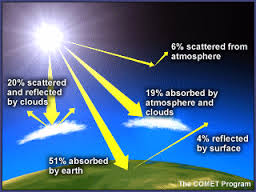 6% scattered from
atmosphere
20% scattered
and reflected
by clouds
19% absorbed by
atmosphere and
clouds
4% reflected
by surface
51% absorbed
by earth
The COMET Program